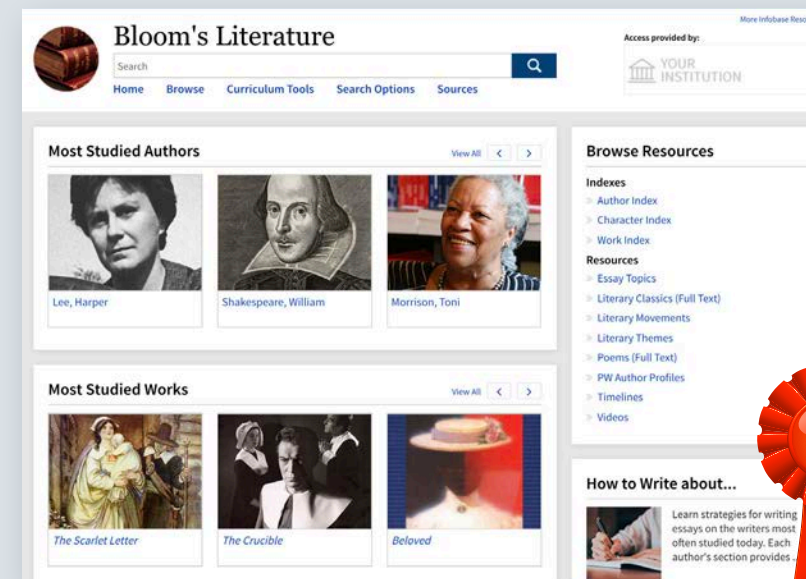 More Infobase Reso
Bloom's Literature
Access provided by:
Search
YOUR
INSTITUTION
Home Browse Curriculum Tools Search Options Sources
Most Studied Authors
View All
Lee, Harper
Shakespeare, William
Morrison, Toni
Most Studied Works
View All
The Scarlet Letter
The Crucible
Beloved
Browse Resources
Indexes
Author Index
Character Index
Work Index
Resources
Essay Topics
Literary Classics (Full Text)
Literary Movements
Literary Themes
Poems (Full Text)
PW Author Profiles
Timelines
Videos
How to Write about...
Learn strategies for writing
essays on the writers most
often studied today. Each
author's section provides ..